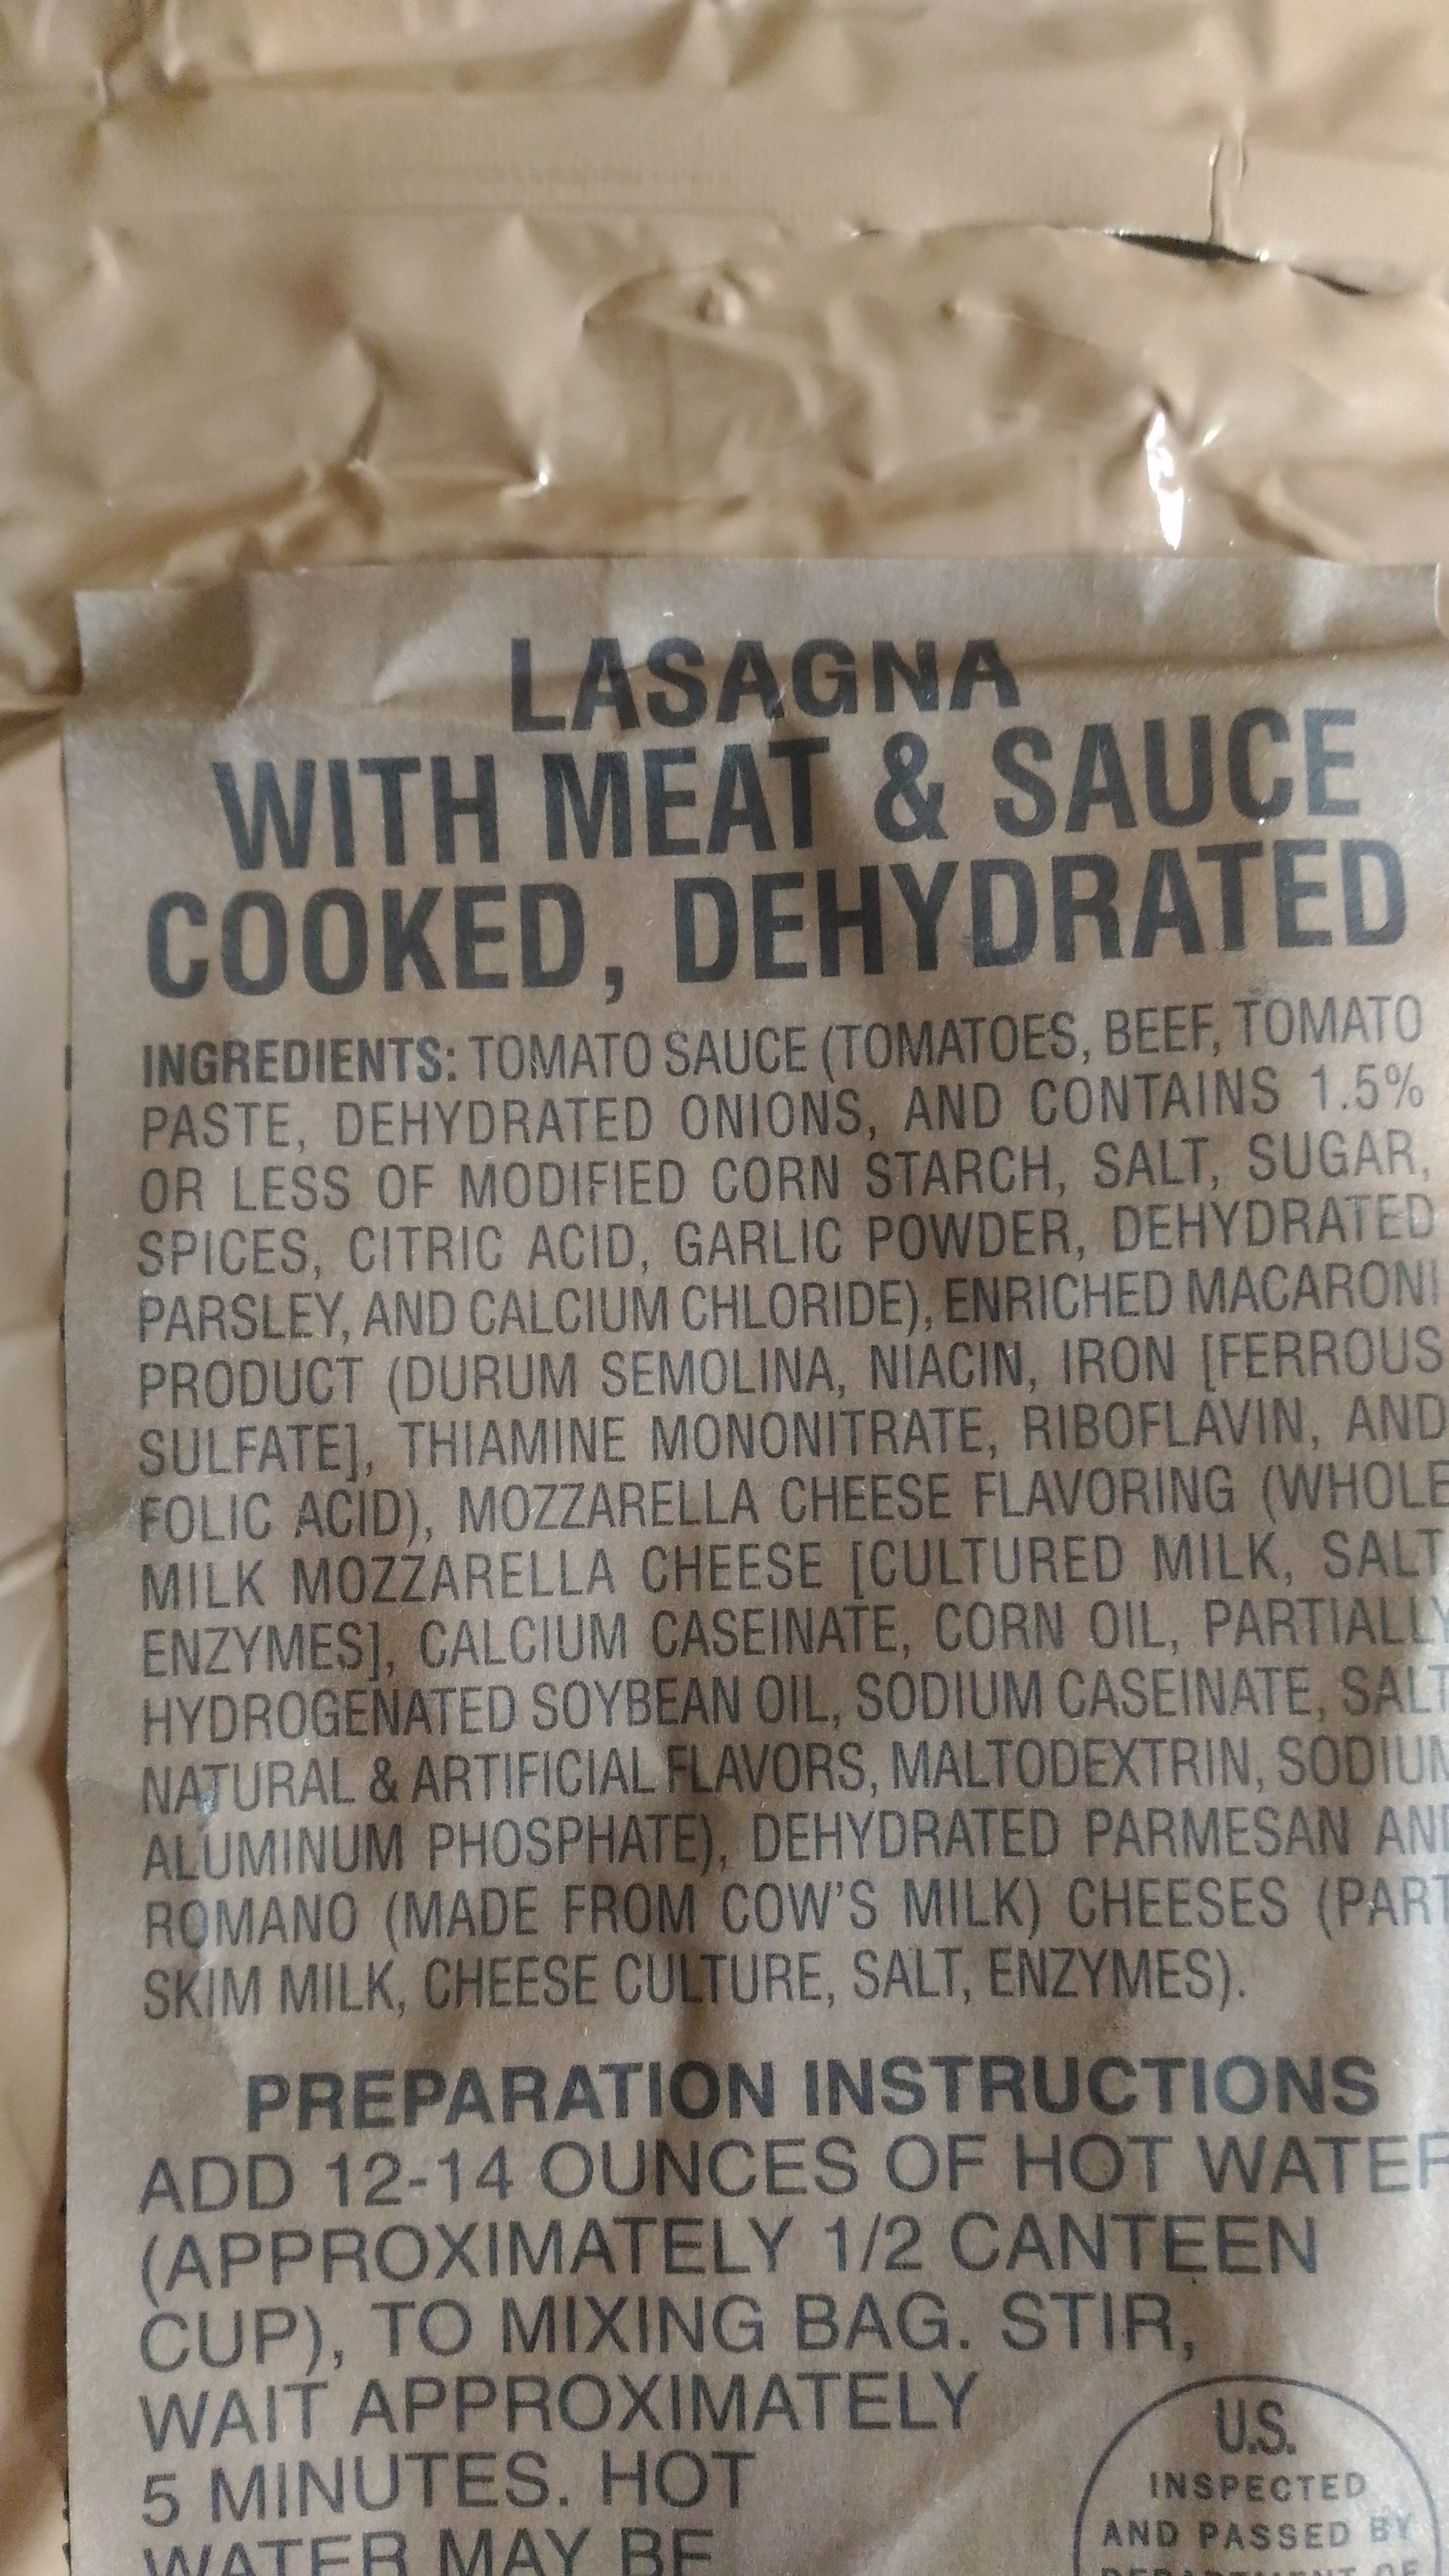 LASAGNA
WITH MEAT & SAUCE
COOKED, DEHYDRATED
INGREDIENTS: TOMATO SAUCE (TOMATOES, BEEF, TOMATO
PASTE, DEHYDRATED ONIONS, AND CONTAINS 1.5%
OR LESS OF MODIFIED CORN STARCH, SALT, SUGAR,
SPICES, CITRIC ACID, GARLIC POWDER, DEHYDRATED
PARSLEY, AND CALCIUM CHLORIDE), ENRICHED MACARONI
PRODUCT (DURUM SEMOLINA, NIACIN, IRON [FERROUS
SULFATE], THIAMINE MONONITRATE, RIBOFLAVIN, AND
FOLIC ACID), MOZZARELLA CHEESE FLAVORING (WHOLE
MILK MOZZARELLA CHEESE [CULTURED MILK, SALT
ENZYMES], CALCIUM CASEINATE, CORN OIL, PARTIALLY
HYDROGENATED SOYBEAN OIL, SODIUM CASEINATE, SALT
NATURAL & ARTIFICIAL FLAVORS, MALTODEXTRIN, SODIUM
ALUMINUM PHOSPHATE), DEHYDRATED PARMESAN AND
ROMANO (MADE FROM COW'S MILK) CHEESES (PART
SKIM MILK, CHEESE CULTURE, SALT, ENZYMES).
PREPARATION INSTRUCTIONS
ADD 12-14 OUNCES OF HOT WATER
(APPROXIMATELY 1/2 CANTEEN
CUP), TO MIXING BAG. STIR,
WAIT APPROXIMATELY
5 MINUTES. HOT
WATER MAY BE
U.S.
INSPECTED
AND PASSED BY
DEPARTMENT OF